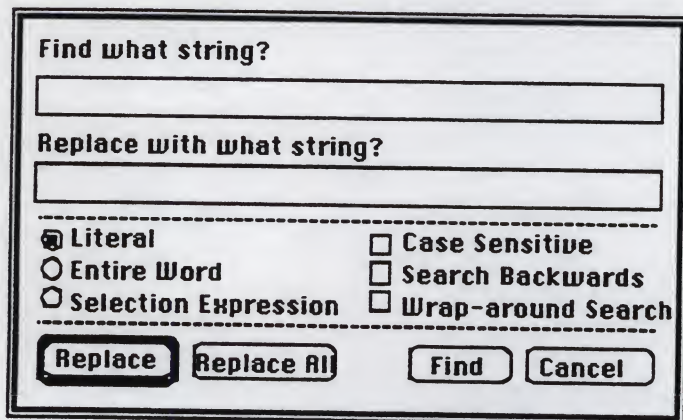 Find what string?
Replace with what string?
Literal Case Sensitive
Entire Word Search Backwards
Selection Expression Wrap-around Search
Replace Replace All Find Cancel